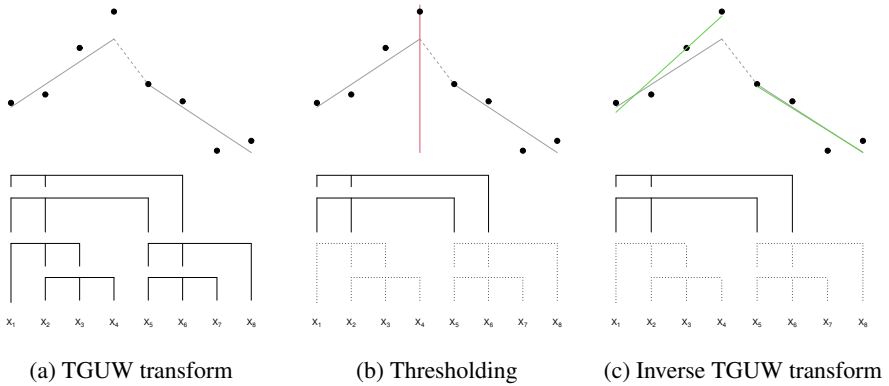 X₁ X₂ X₃ X₄ X₅ X₆ X₇ X₈
X₁ X₂ X₃ X₄ X₅ X₆ X₇ X₈
X₁ X₂ X₃ X₄ X₅ X₆ X₇ X₈
(a) TGUW transform
(b) Thresholding
(c) Inverse TGUW transform